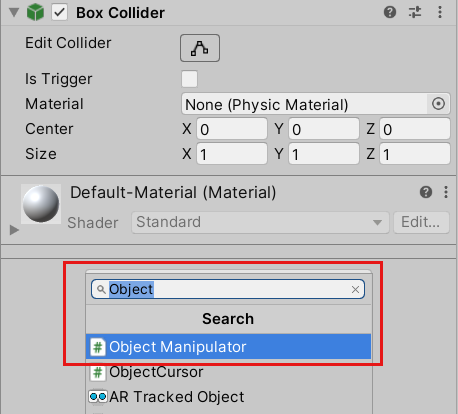 Box Collider
Edit Collider
Is Trigger
Material None (Physic Material)
Center X 0 Y 0 Z 0
Size X 1 Y 1 Z 1
Default-Material (Material)
Shader Standard Edit...
Object
Search
Object Manipulator
ObjectCursor
AR Tracked Object